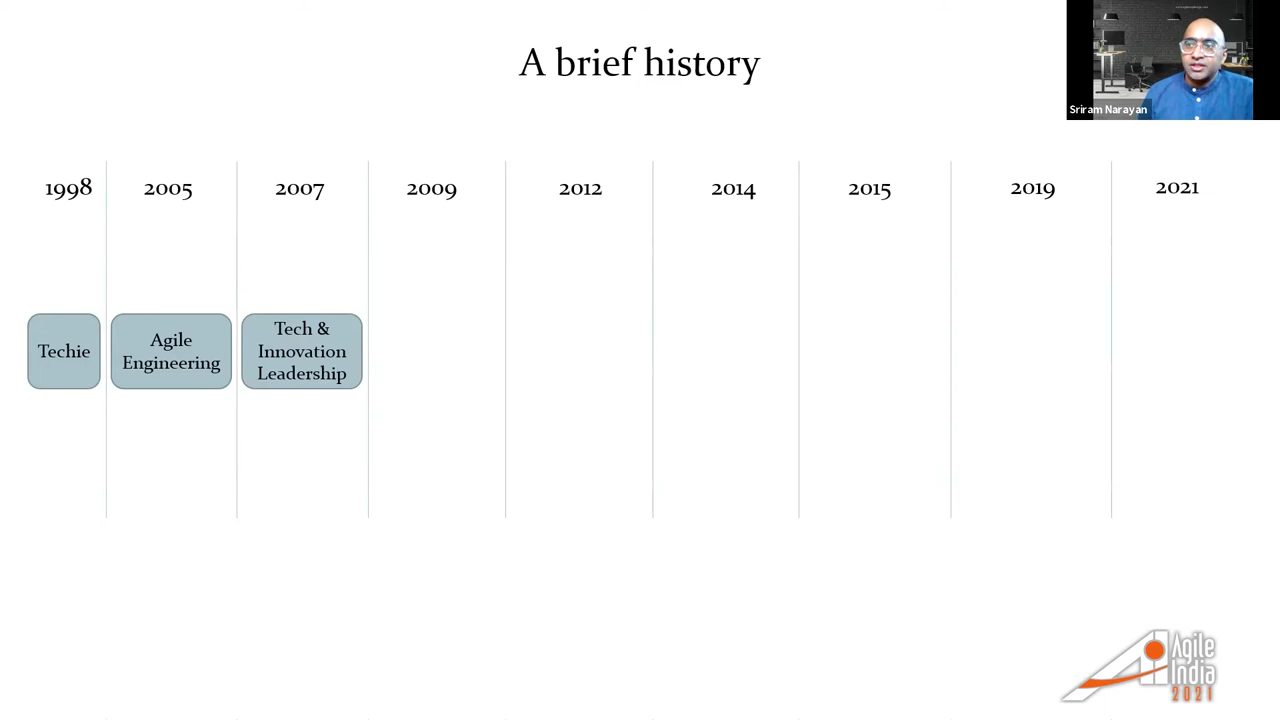 A brief history
Sriram Narayan
1998 2005 2007 2009 2012 2014 2015 2019 2021
Techie
Agile
Engineering
Tech &
Innovation
Leadership
Agile
India
2021